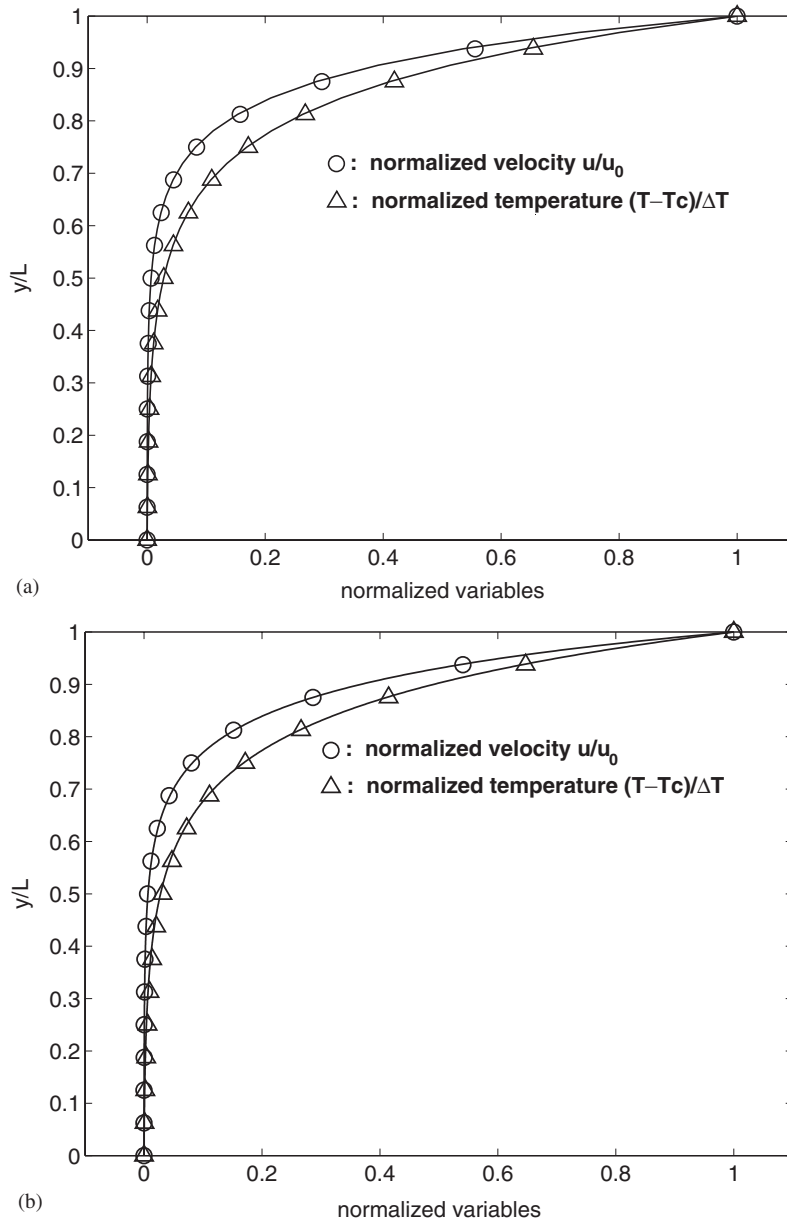 1
0.9
0.8
0.7
0.6
0.5
0.4
0.3
0.2
0.1
0
y/L
○ : normalized velocity u/u₀
△ : normalized temperature (T−Tc)/ΔT
0 0.2 0.4 0.6 0.8 1
normalized variables
(a)
1
0.9
0.8
0.7
0.6
0.5
0.4
0.3
0.2
0.1
0
y/L
○ : normalized velocity u/u₀
△ : normalized temperature (T−Tc)/ΔT
0 0.2 0.4 0.6 0.8 1
normalized variables
(b)